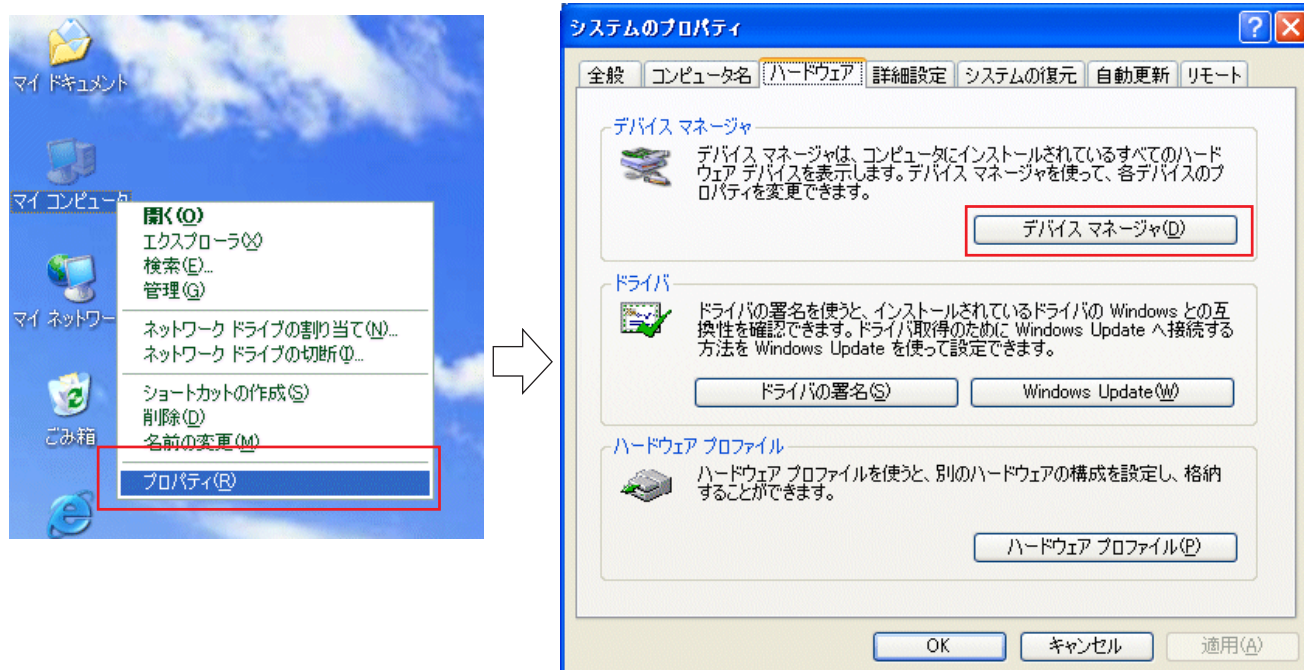 マイ ドキュメント
マイ コンピュータ
マイ ネットワー
ごみ箱
開く(O)
エクスプローラ(X)
検索(E)...
管理(G)
ネットワーク ドライブの割り当て(N)...
ネットワーク ドライブの切断(I)...
ショートカットの作成(S)
削除(D)
名前の変更(M)
プロパティ(R)
システムのプロパティ
全般 コンピュータ名 ハードウェア 詳細設定 システムの復元 自動更新 リモート
デバイス マネージャ
デバイス マネージャは、コンピュータにインストールされているすべてのハード
ウェア デバイスを表示します。デバイス マネージャを使って、各デバイスのプ
ロパティを変更できます。
デバイス マネージャ(D)
ドライバ
ドライバの署名を使うと、インストールされているドライバの Windows との互
換性を確認できます。ドライバ取得のために Windows Update へ接続する
方法を Windows Update を使って設定できます。
ドライバの署名(S) Windows Update(W)
ハードウェア プロファイル
ハードウェア プロファイルを使うと、別のハードウェアの構成を設定し、格納
することができます。
ハードウェア プロファイル(P)
OK キャンセル 適用(A)